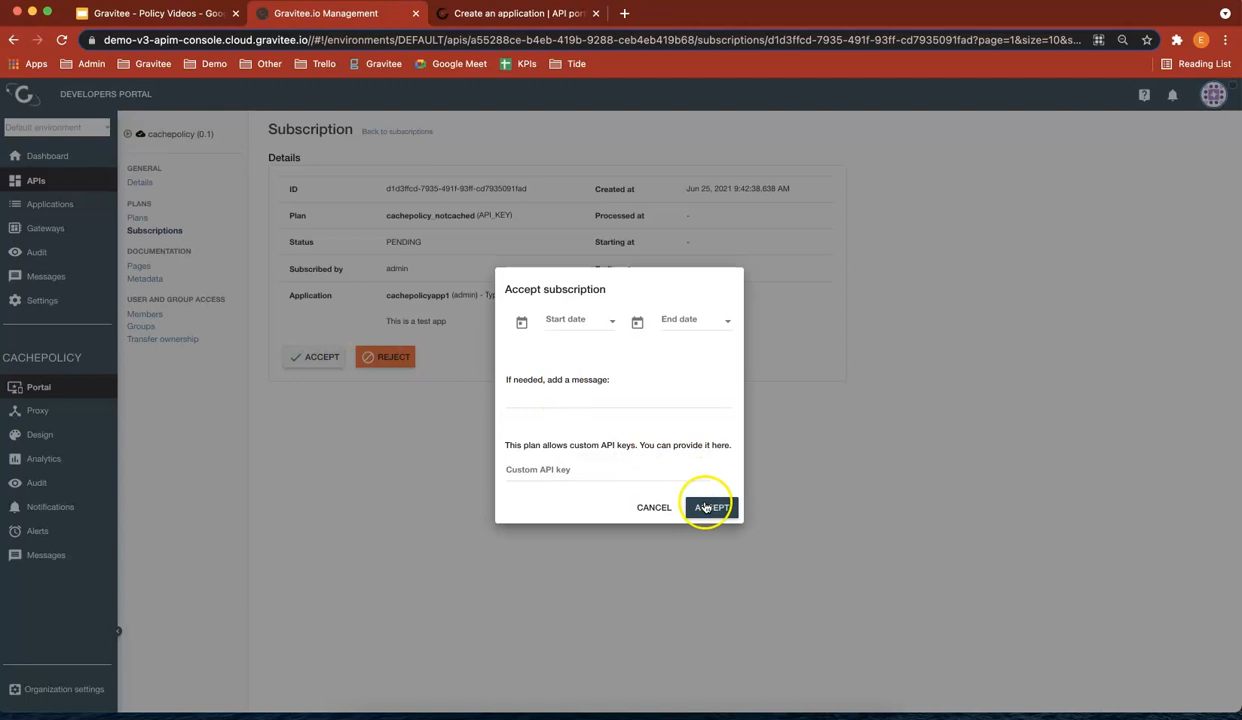 Gravitee - Policy Videos - Goo
Gravitee.io Management
Create an application | API port
demo-v3-apim-console.cloud.gravitee.io/#!/environments/DEFAULT/apis/a55288ce-b4eb-419b-9288-ceb4eb419b68/subscriptions/d1d3ffcd-7935-491f-93ff-cd7935091fad?page=1&size=10&s...
Apps
Admin
Gravitee
Demo
Other
Trello
Gravitee
Google Meet
KPIs
Tide
Reading List
DEVELOPERS PORTAL
Default environment
Dashboard
APIs
Applications
Gateways
Audit
Messages
Settings
CACHEPOLICY
Portal
Proxy
Design
Analytics
Audit
Notifications
Alerts
Messages
Organization settings
cachepolicy (0.1)
GENERAL
Details
PLANS
Plans
Subscriptions
DOCUMENTATION
Pages
Metadata
USER AND GROUP ACCESS
Members
Groups
Transfer ownership
Subscription Back to subscriptions
Details
ID d1d3ffcd-7935-491f-93ff-cd7935091fad Created at Jun 25, 2021 9:42:38.638 AM
Plan cachepolicy_notcached (API_KEY) Processed at -
Status PENDING Starting at -
Subscribed by admin
Application cachepolicyapp1 (admin) - Typ
This is a test app
ACCEPT REJECT
Accept subscription
Start date End date
If needed, add a message:
This plan allows custom API keys. You can provide it here.
Custom API key
CANCEL ACCEPT